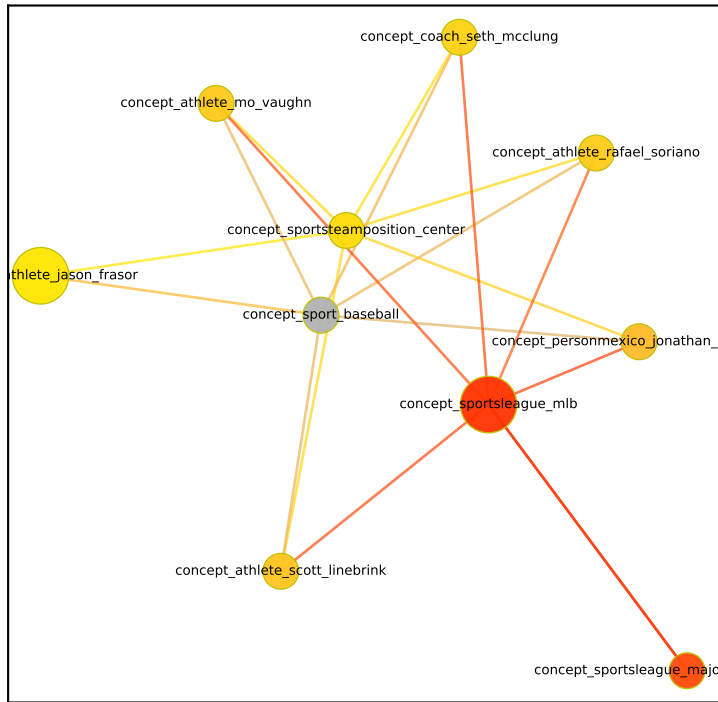 concept_coach_seth_mcclung
concept_athlete_mo_vaughn
concept_athlete_rafael_soriano
concept_sportsteamposition_center
athlete_jason_frasor
concept_sport_baseball
concept_personmexico_jonathan_
concept_sportsleague_mlb
concept_athlete_scott_linebrink
concept_sportsleague_majo